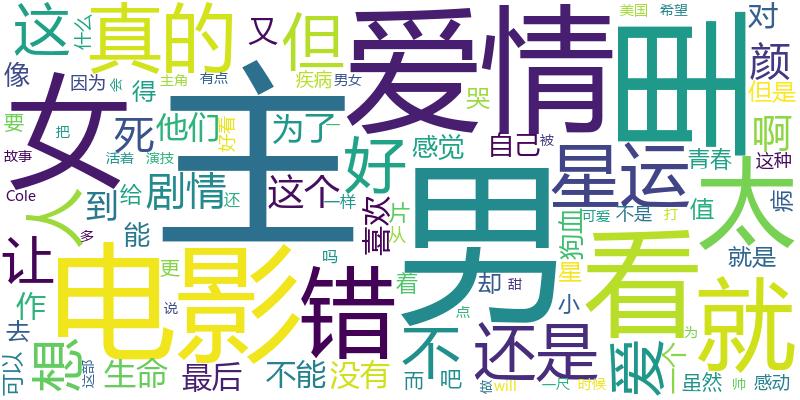 这
什么
真的
又
但
爱情
里
美国
希望
对
颜
像
因为
会
得
主角
有点
疾病
男女
哭
但是
要
把
死
他们
好看
为了
一
感觉
自己
被
啊
女
主
好
星运
青春
这种
故事
活着
演技
剧情
还
这个
一样
喜欢
片
从
男
狗血
可爱
不是
打
值
太
病
Cole
人
到
给
多
能
吗
看
就是
让
电影
更
错
着
却
甜
星
小
就
作
说
不
点
还是
爱
一个
为
去
想
可以
这部
生命
最后
不能
没有
而
吧
做
will
一尺
时候
虽然
帅
感动